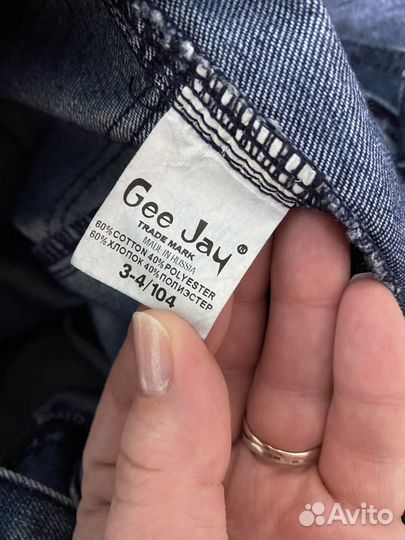 Gee Jay®
TRADE MARK
MADE IN RUSSIA
60% COTTON 40% POLYESTER
60% ХЛОПОК 40% ПОЛИЭСТЕР
3-4/104
Avito